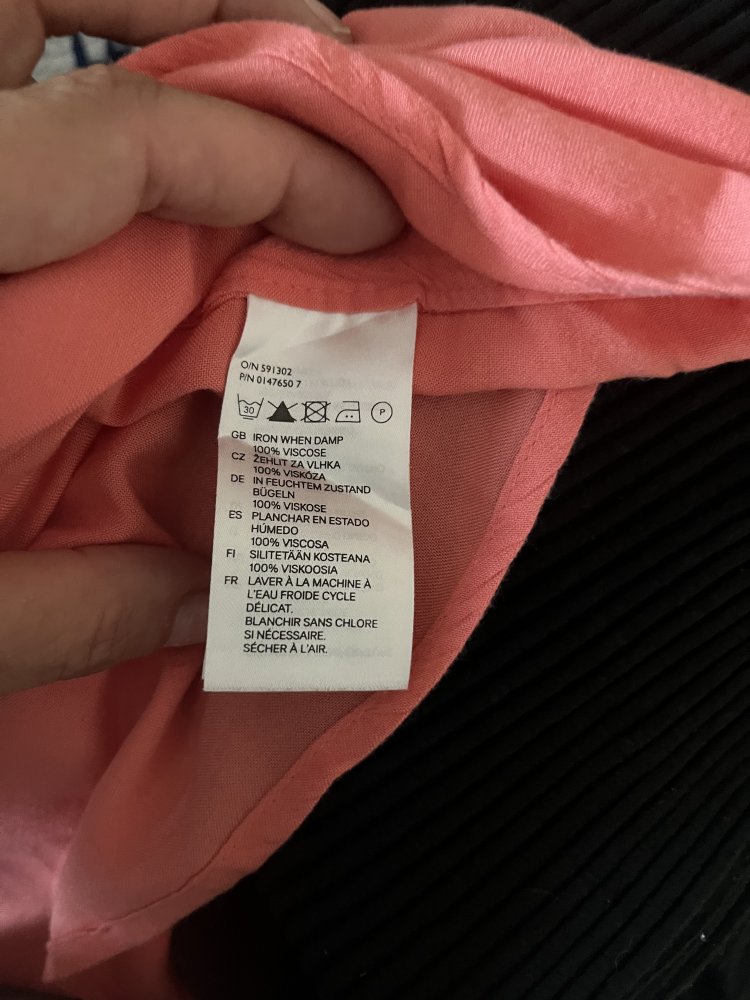 O/N 591302
P/N 0147650 7
30 P
GB IRON WHEN DAMP
100% VISCOSE
CZ ŽEHLIT ZA VLHKA
100% VISKÓZA
DE IN FEUCHTEM ZUSTAND
BÜGELN
100% VISKOSE
ES PLANCHAR EN ESTADO
HÚMEDO
100% VISCOSA
FI SILITETÄÄN KOSTEANA
100% VISKOOSIA
FR LAVER À LA MACHINE À
L'EAU FROIDE CYCLE
DÉLICAT.
BLANCHIR SANS CHLORE
SI NÉCESSAIRE.
SÉCHER À L'AIR.